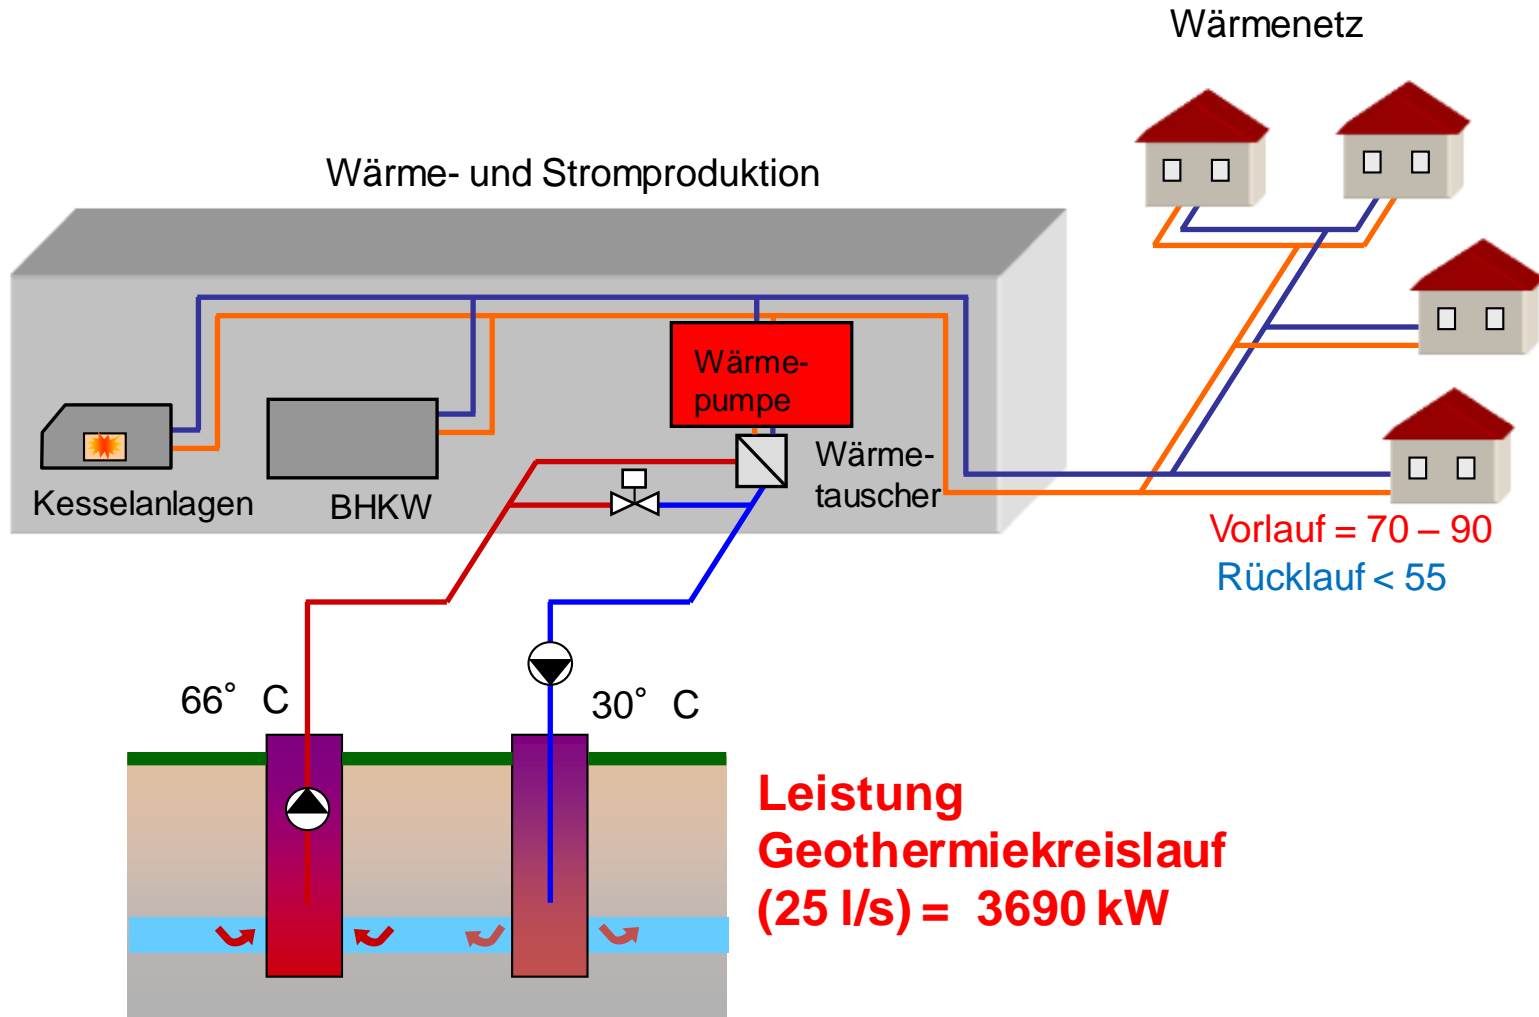 Wärmenetz
Wärme- und Stromproduktion
Wärme-
pumpe
Wärme-
tauscher
Kesselanlagen
BHKW
Vorlauf = 70 – 90
Rücklauf < 55
66° C
30° C
Leistung
Geothermiekreislauf
(25 l/s) = 3690 kW